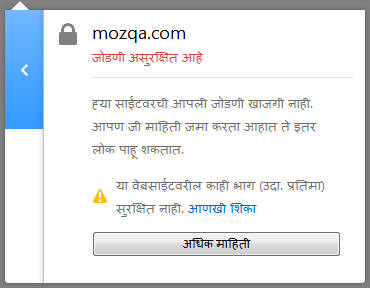 mozqa.com
जोडणी असुरक्षित आहे
ह्या साईटवरची आपली जोडणी खाजगी नाही.
आपण जी माहिती जमा करता आहात ते इतर
लोक पाहू शकतात.
या वेबसाईटवरील काही भाग (उदा. प्रतिमा)
सुरक्षित नाही. आणखी शिका
अधिक माहिती